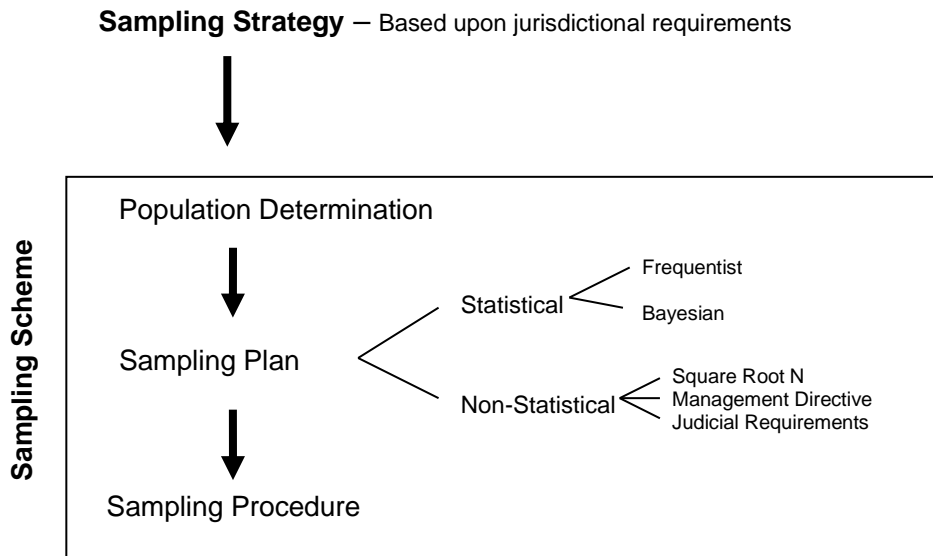 Sampling Strategy – Based upon jurisdictional requirements
Sampling Scheme
Population Determination
Sampling Plan
Statistical
Frequentist
Bayesian
Non-Statistical
Square Root N
Management Directive
Judicial Requirements
Sampling Procedure